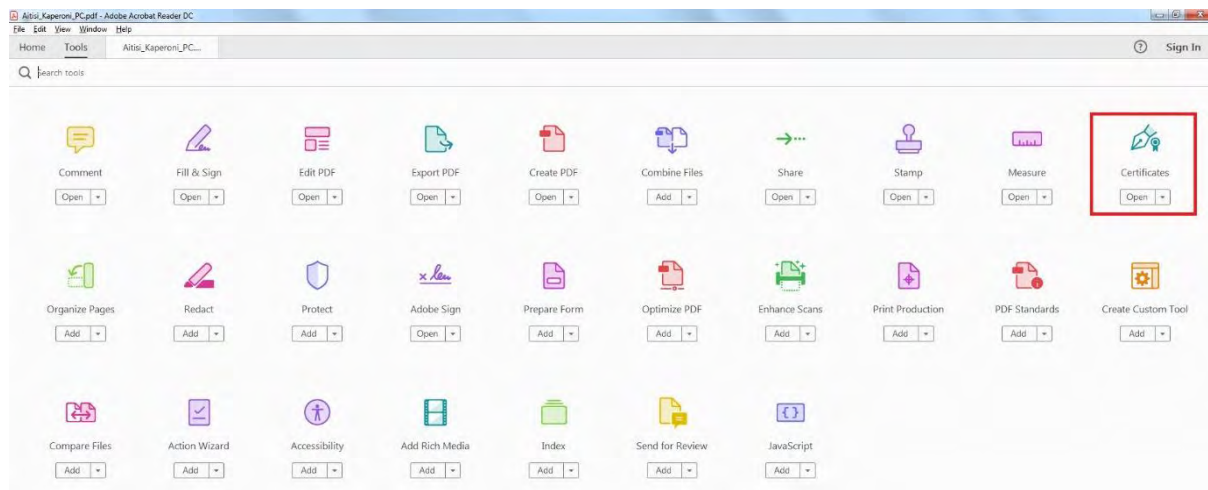 Aitisi_Kaperoni_PC.pdf - Adobe Acrobat Reader DC
File Edit View Window Help
Home Tools Aitisi_Kaperoni_PC.... Sign In
Search tools
Comment Fill & Sign Edit PDF Export PDF Create PDF Combine Files Share Stamp Measure Certificates
Open Open Open Open Open Add Open Open Open Open
Organize Pages Redact Protect Adobe Sign Prepare Form Optimize PDF Enhance Scans Print Production PDF Standards Create Custom Tool
Add Add Add Open Add Add Add Add Add Add
Compare Files Action Wizard Accessibility Add Rich Media Index Send for Review JavaScript
Add Add Add Add Add Add Add